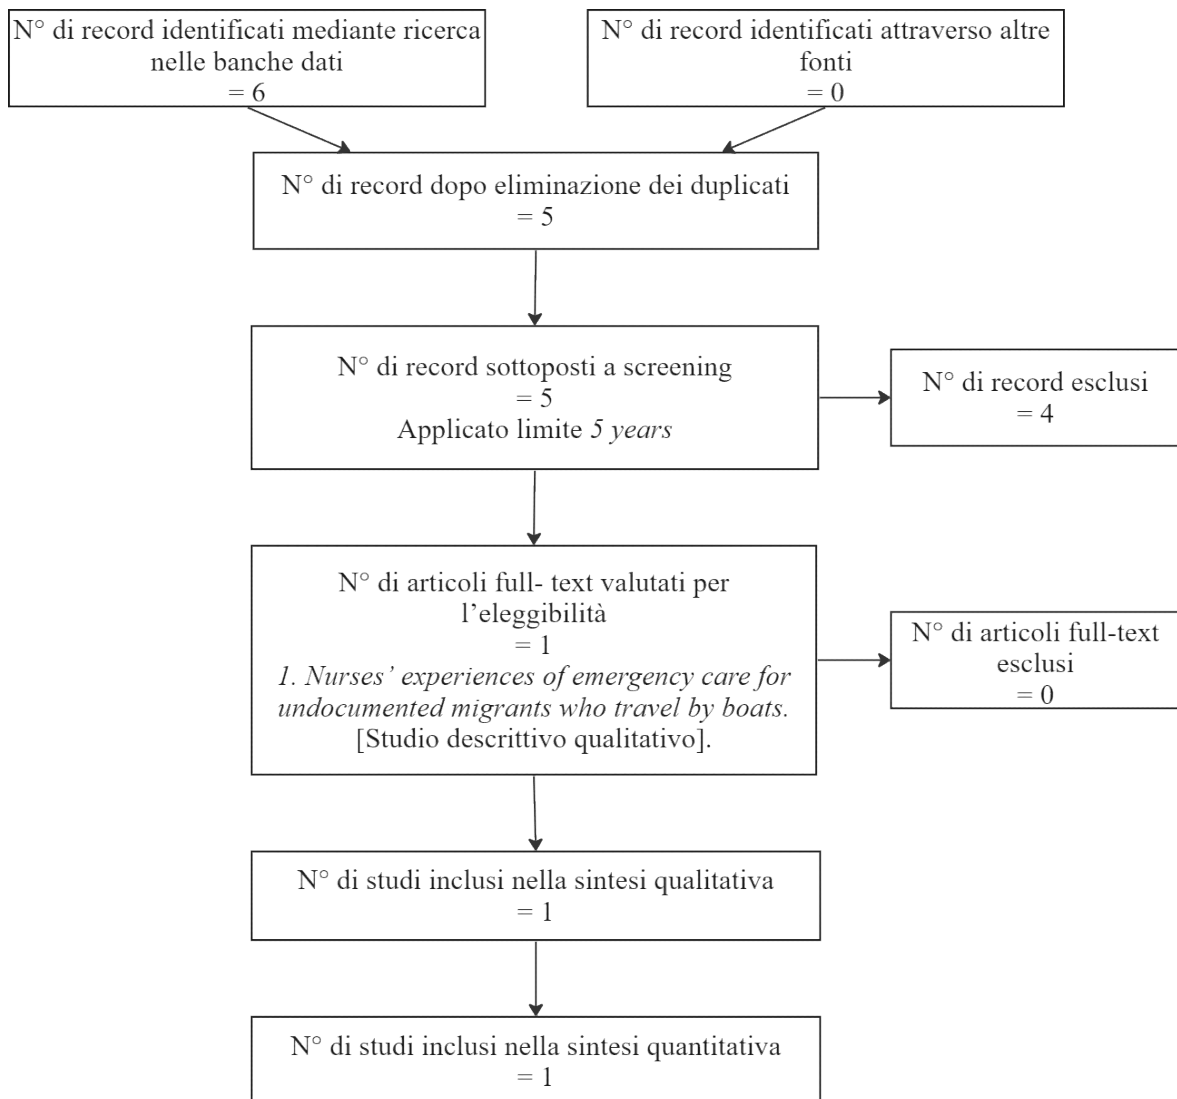 N° di record identificati mediante ricerca
nelle banche dati
= 6
N° di record identificati attraverso altre
fonti
= 0
N° di record dopo eliminazione dei duplicati
= 5
N° di record sottoposti a screening
= 5
Applicato limite 5 years
N° di record esclusi
= 4
N° di articoli full- text valutati per
l’eleggibilità
= 1
1. Nurses’ experiences of emergency care for
undocumented migrants who travel by boats.
[Studio descrittivo qualitativo].
N° di articoli full-text
esclusi
= 0
N° di studi inclusi nella sintesi qualitativa
= 1
N° di studi inclusi nella sintesi quantitativa
= 1